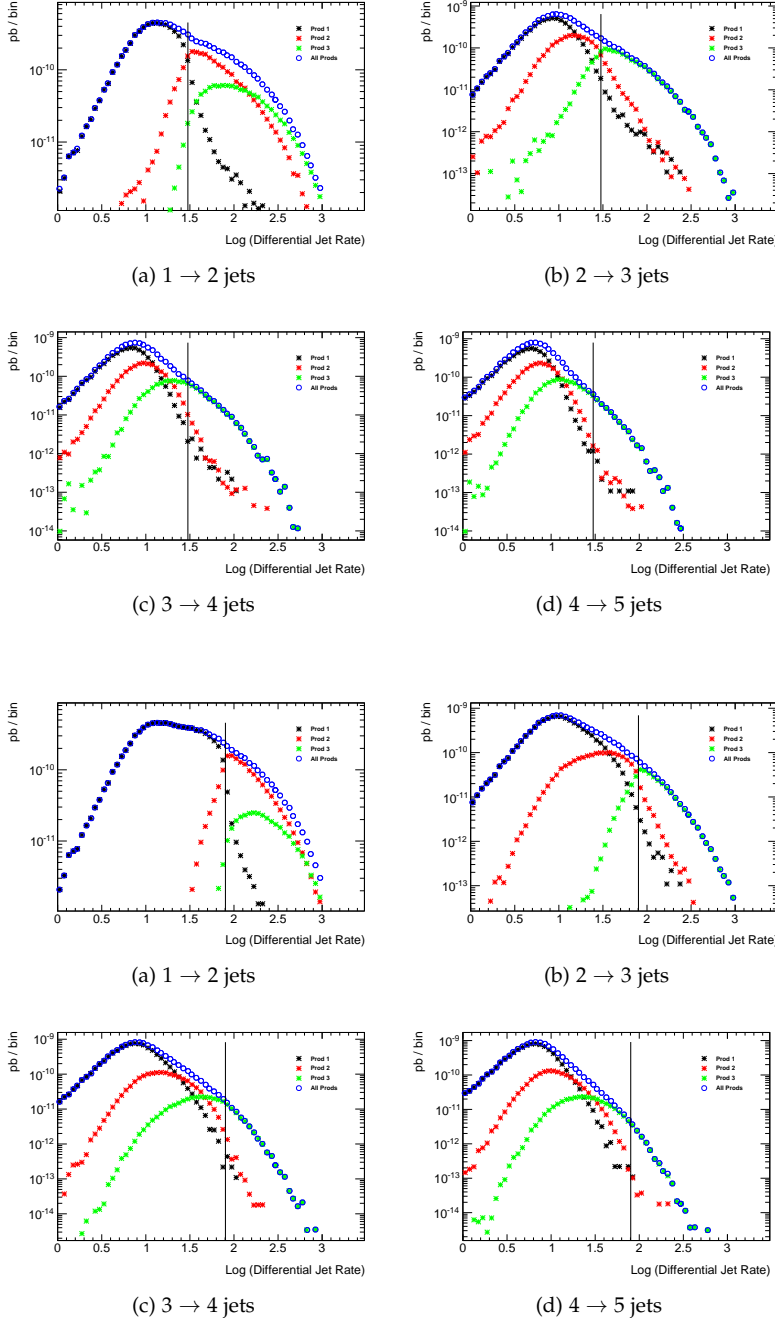 pb / bin
10⁻¹⁰
10⁻¹¹
Prod 1
Prod 2
Prod 3
All Prods
0 0.5 1 1.5 2 2.5 3
Log (Differential Jet Rate)
(a) 1 → 2 jets
pb / bin
10⁻⁹
10⁻¹⁰
10⁻¹¹
10⁻¹²
10⁻¹³
Prod 1
Prod 2
Prod 3
All Prods
0 0.5 1 1.5 2 2.5 3
Log (Differential Jet Rate)
(b) 2 → 3 jets
pb / bin
10⁻⁹
10⁻¹⁰
10⁻¹¹
10⁻¹²
10⁻¹³
10⁻¹⁴
Prod 1
Prod 2
Prod 3
All Prods
0 0.5 1 1.5 2 2.5 3
Log (Differential Jet Rate)
(c) 3 → 4 jets
pb / bin
10⁻⁹
10⁻¹⁰
10⁻¹¹
10⁻¹²
10⁻¹³
10⁻¹⁴
Prod 1
Prod 2
Prod 3
All Prods
0 0.5 1 1.5 2 2.5 3
Log (Differential Jet Rate)
(d) 4 → 5 jets
pb / bin
10⁻¹⁰
10⁻¹¹
Prod 1
Prod 2
Prod 3
All Prods
0 0.5 1 1.5 2 2.5 3
Log (Differential Jet Rate)
(a) 1 → 2 jets
pb / bin
10⁻⁹
10⁻¹⁰
10⁻¹¹
10⁻¹²
10⁻¹³
Prod 1
Prod 2
Prod 3
All Prods
0 0.5 1 1.5 2 2.5 3
Log (Differential Jet Rate)
(b) 2 → 3 jets
pb / bin
10⁻⁹
10⁻¹⁰
10⁻¹¹
10⁻¹²
10⁻¹³
10⁻¹⁴
Prod 1
Prod 2
Prod 3
All Prods
0 0.5 1 1.5 2 2.5 3
Log (Differential Jet Rate)
(c) 3 → 4 jets
pb / bin
10⁻⁹
10⁻¹⁰
10⁻¹¹
10⁻¹²
10⁻¹³
10⁻¹⁴
Prod 1
Prod 2
Prod 3
All Prods
0 0.5 1 1.5 2 2.5 3
Log (Differential Jet Rate)
(d) 4 → 5 jets